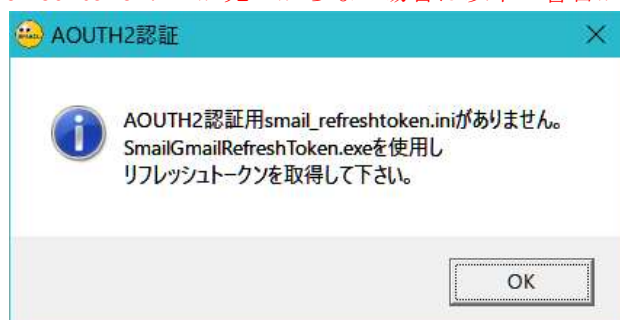 AOUTH2認証
AOUTH2認証用smail_refreshtoken.iniがありません。
SmailGmailRefreshToken.exeを使用し
リフレッシュトークンを取得して下さい。
OK